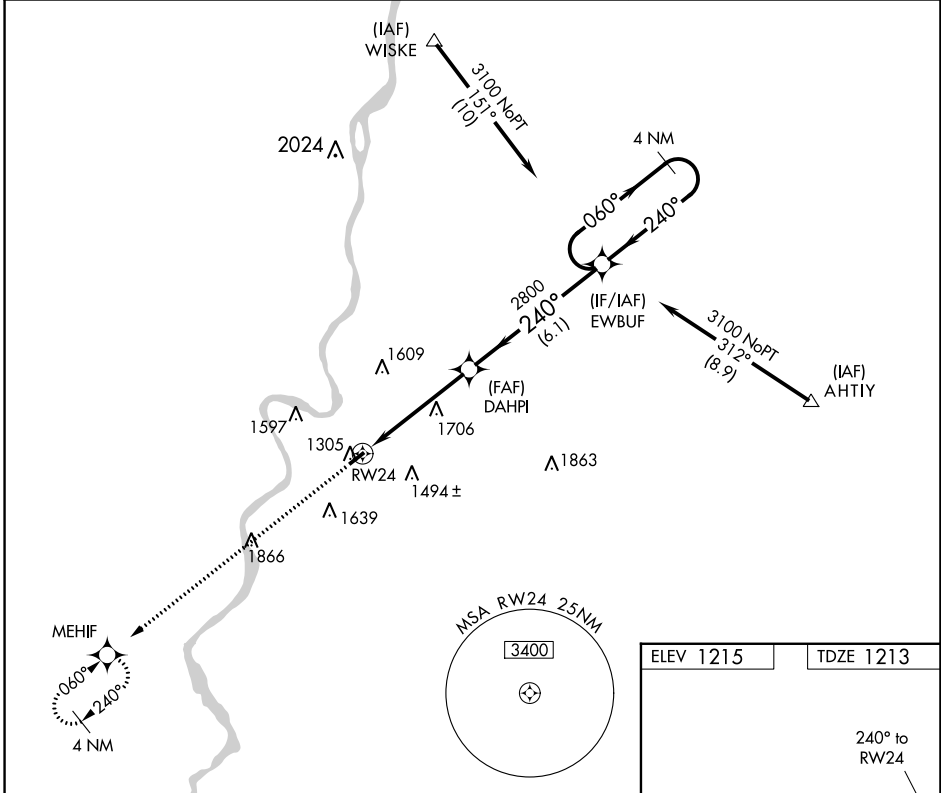 (IAF)
WISKE
3100 NoPT
151°
(10)
2024
4 NM
060°
240°
(IF/IAF)
EWBUF
2800
240°
(6.1)
3100 NoPT
312°
(8.9)
(IAF)
AHTIY
1609
(FAF)
DAHPI
1597
1706
1305
RW24
1863
1494 ±
1639
1866
MEHIF
060°
240°
4 NM
MSA RW24 25NM
3400
ELEV 1215
TDZE 1213
240° to
RW24